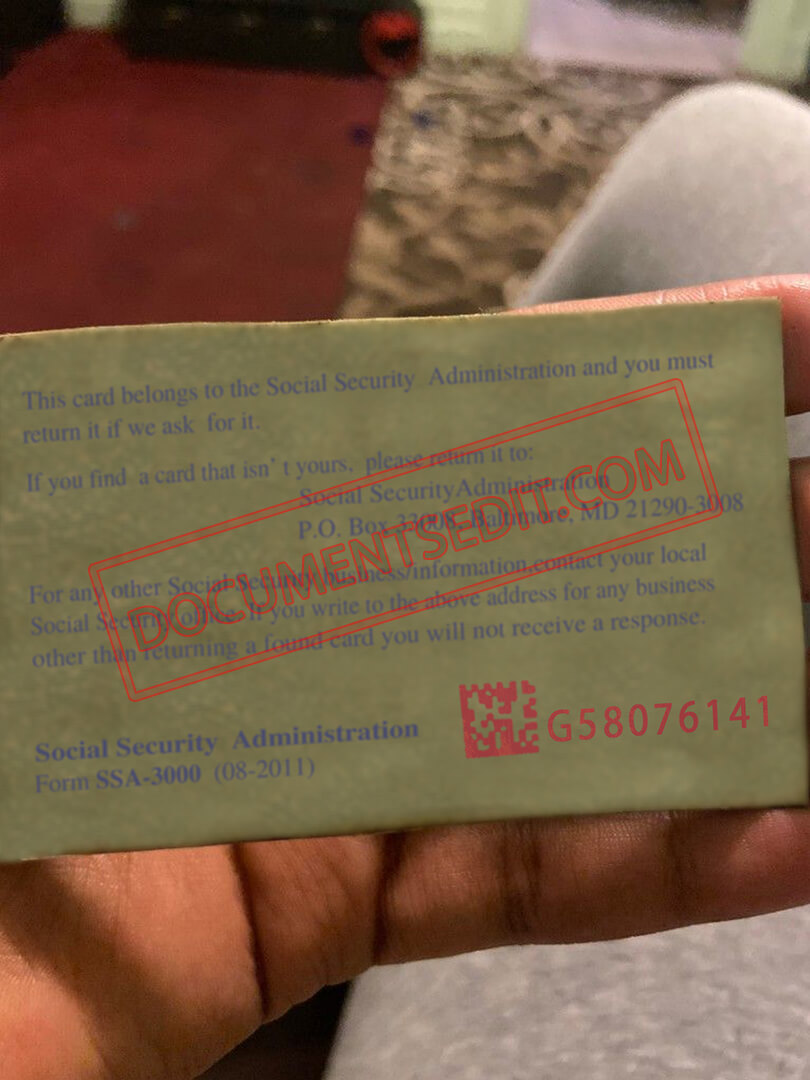 This card belongs to the Social Security Administration and you must
return it if we ask for it.
If you find a card that isn' t yours, please return it to:
Social SecurityAdministration
P.O. Box 33008, Baltimore, MD 21290-3008
For any other Social Security business/information,contact your local
Social Security office. If you write to the above address for any business
other than returning a found card you will not receive a response.
DOCUMENTSEDIT.COM
Social Security Administration
Form SSA-3000 (08-2011)
G58076141